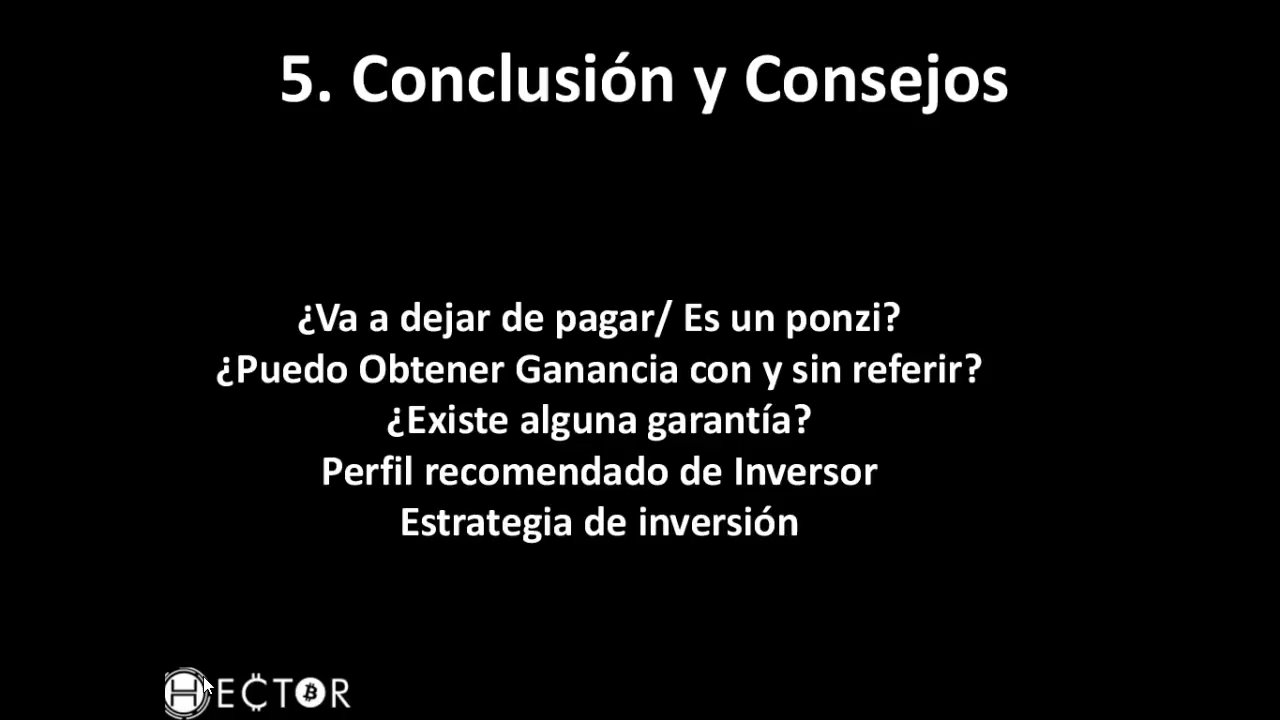 5. Conclusión y Consejos
¿Va a dejar de pagar/ Es un ponzi?
¿Puedo Obtener Ganancia con y sin referir?
¿Existe alguna garantía?
Perfil recomendado de Inversor
Estrategia de inversión
HECTOR